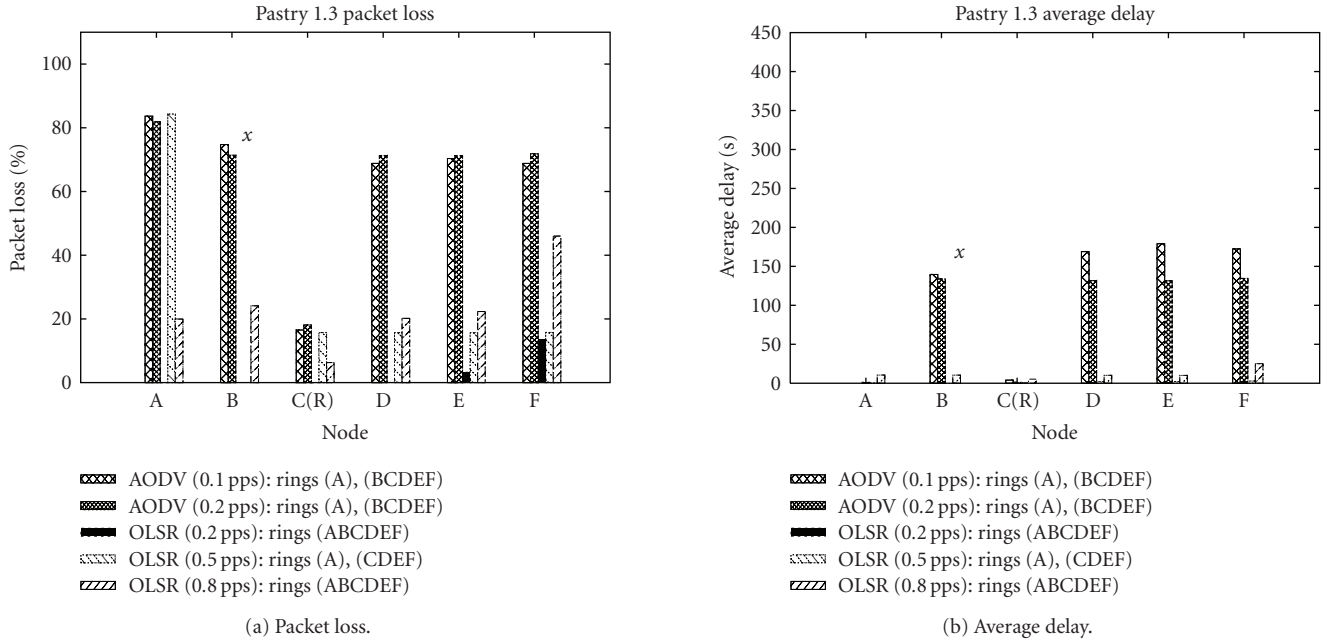 Pastry 1.3 packet loss
100
80
60
40
20
0
Packet loss (%)
x
A B C(R) D E F
Node
AODV (0.1 pps): rings (A), (BCDEF)
AODV (0.2 pps): rings (A), (BCDEF)
OLSR (0.2 pps): rings (ABCDEF)
OLSR (0.5 pps): rings (A), (CDEF)
OLSR (0.8 pps): rings (ABCDEF)
(a) Packet loss.
Pastry 1.3 average delay
450
400
350
300
250
200
150
100
50
0
Average delay (s)
x
A B C(R) D E F
Node
AODV (0.1 pps): rings (A), (BCDEF)
AODV (0.2 pps): rings (A), (BCDEF)
OLSR (0.2 pps): rings (ABCDEF)
OLSR (0.5 pps): rings (A), (CDEF)
OLSR (0.8 pps): rings (ABCDEF)
(b) Average delay.